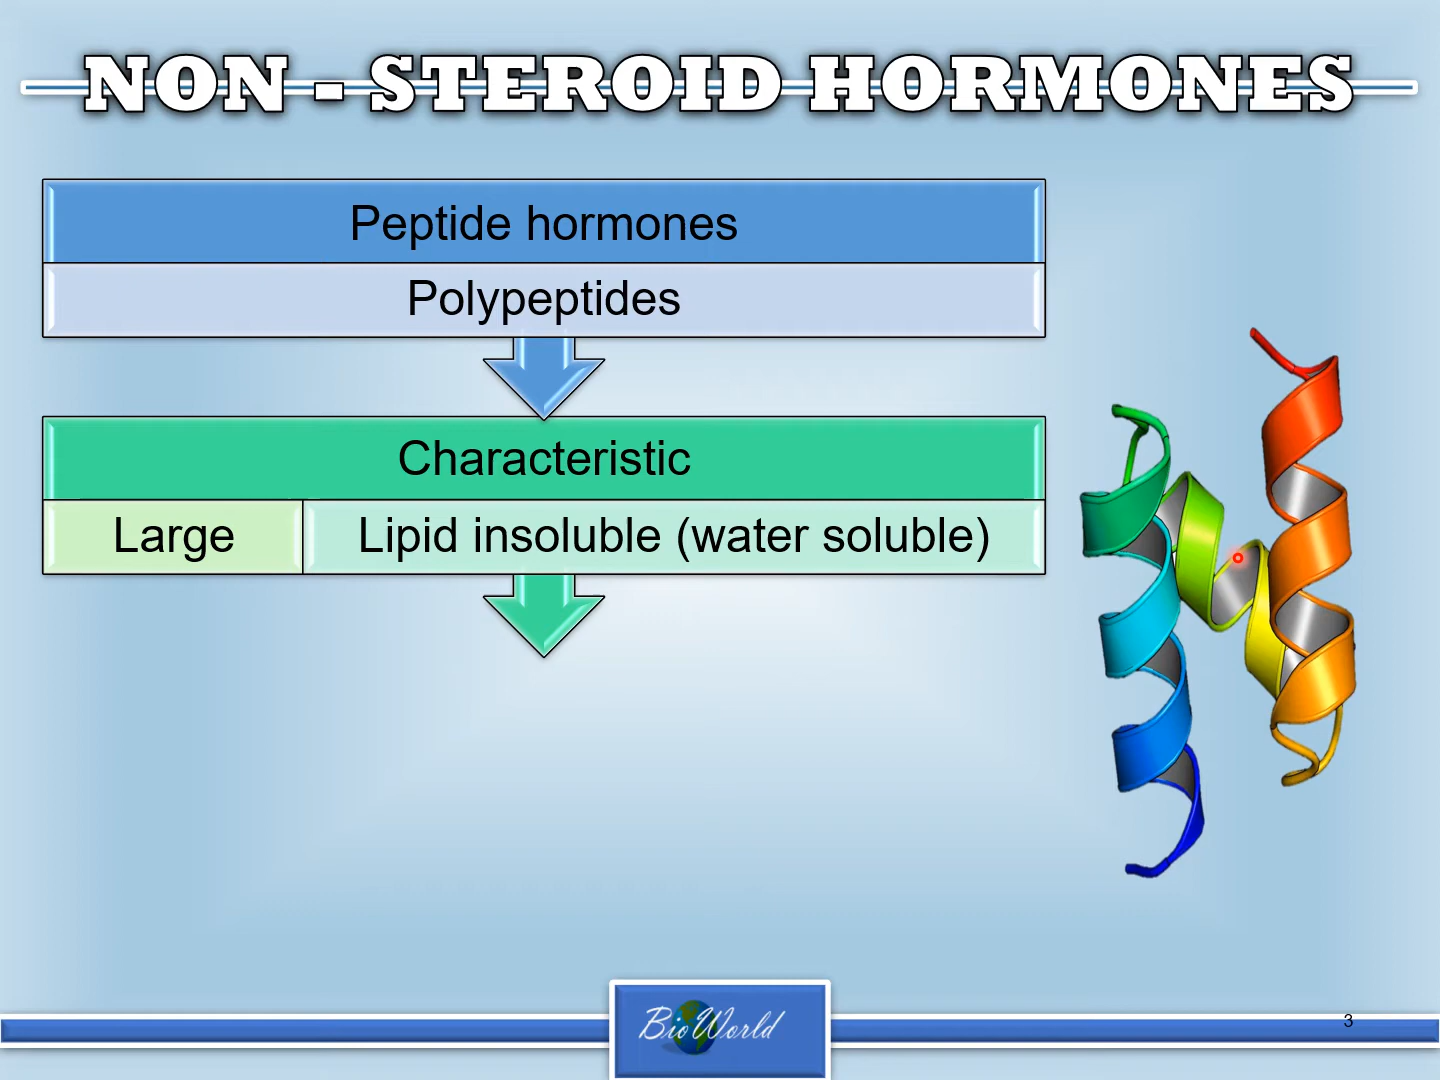 NON - STEROID HORMONES
Peptide hormones
Polypeptides
Characteristic
Large
Lipid insoluble (water soluble)
BioWorld
3